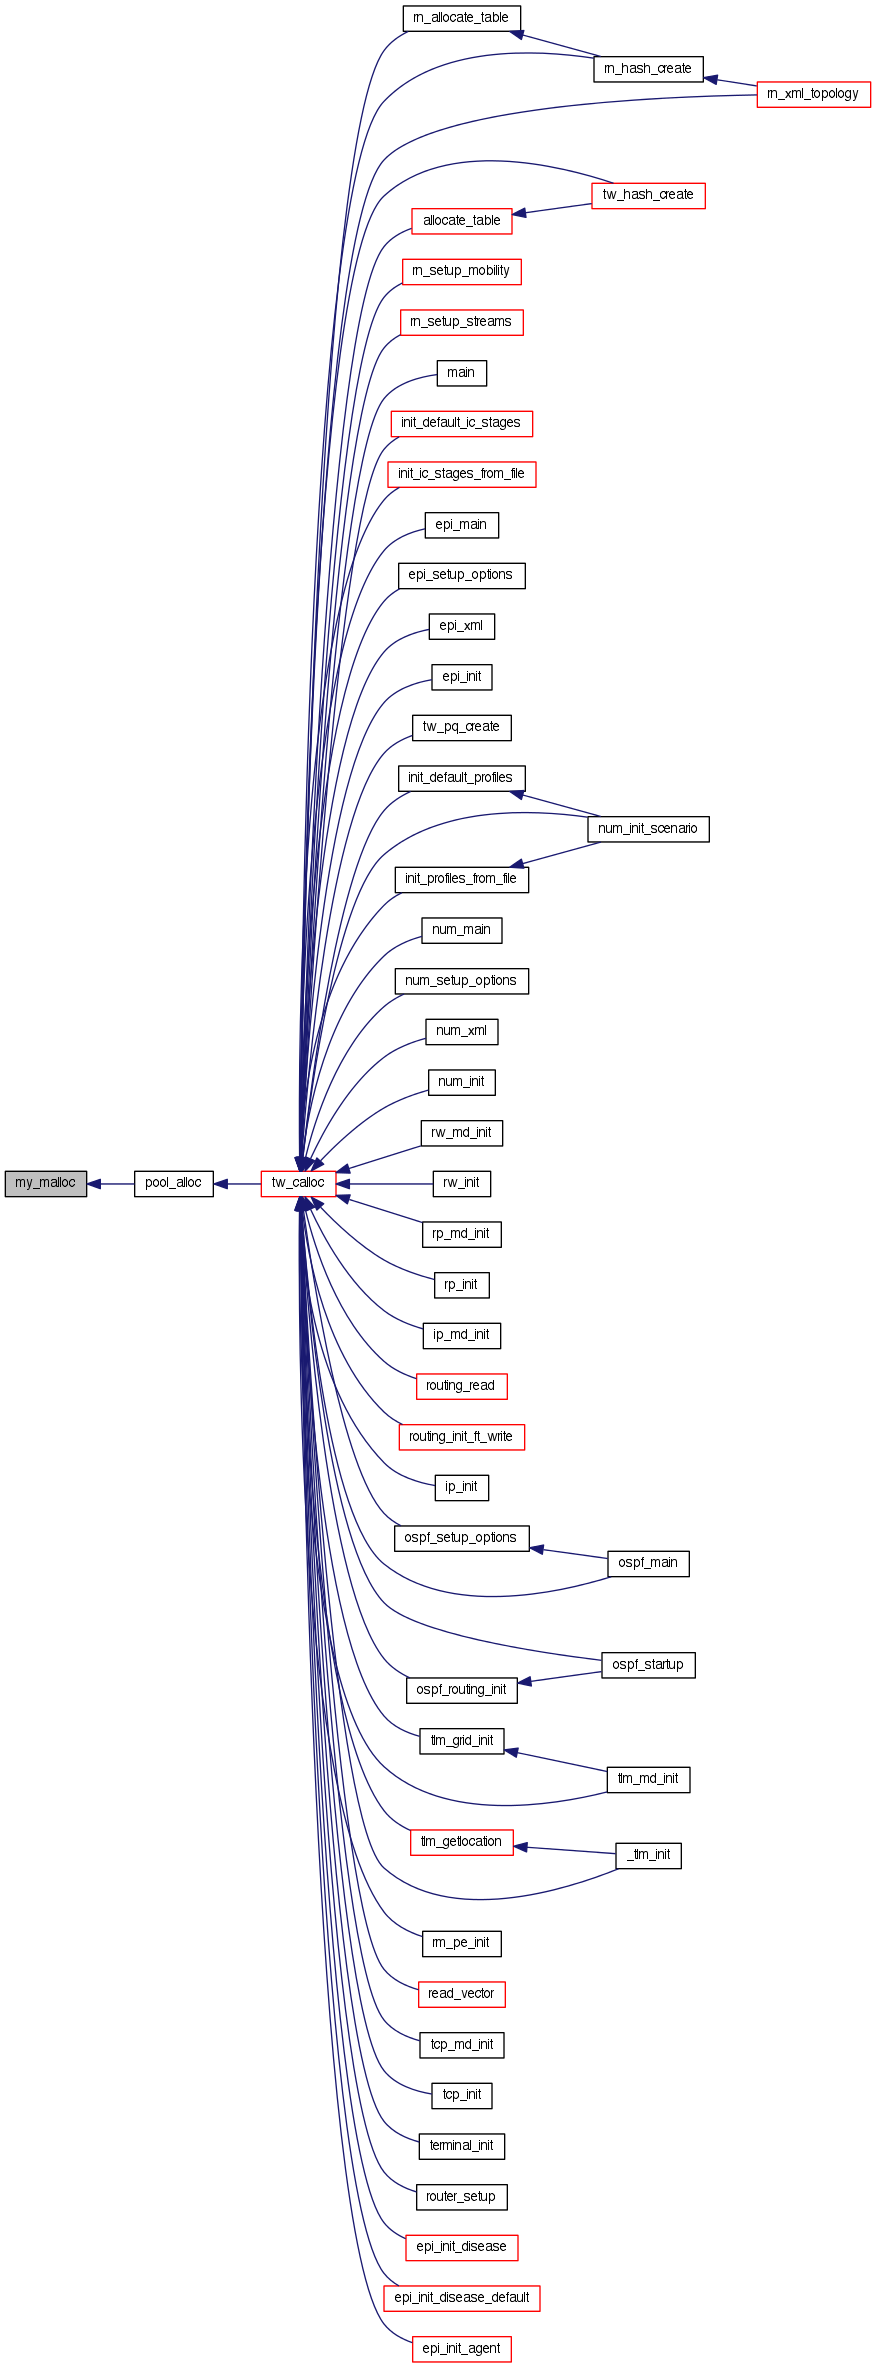 rn_allocate_table
rn_hash_create
rn_xml_topology
tw_hash_create
allocate_table
rn_setup_mobility
rn_setup_streams
main
init_default_ic_stages
init_ic_stages_from_file
epi_main
epi_setup_options
epi_xml
epi_init
tw_pq_create
init_default_profiles
num_init_scenario
init_profiles_from_file
num_main
num_setup_options
num_xml
num_init
rw_md_init
my_malloc
pool_alloc
tw_calloc
rw_init
rp_md_init
rp_init
ip_md_init
routing_read
routing_init_ft_write
ip_init
ospf_setup_options
ospf_main
ospf_startup
ospf_routing_init
tlm_grid_init
tlm_md_init
tlm_getlocation
_tlm_init
rm_pe_init
read_vector
tcp_md_init
tcp_init
terminal_init
router_setup
epi_init_disease
epi_init_disease_default
epi_init_agent